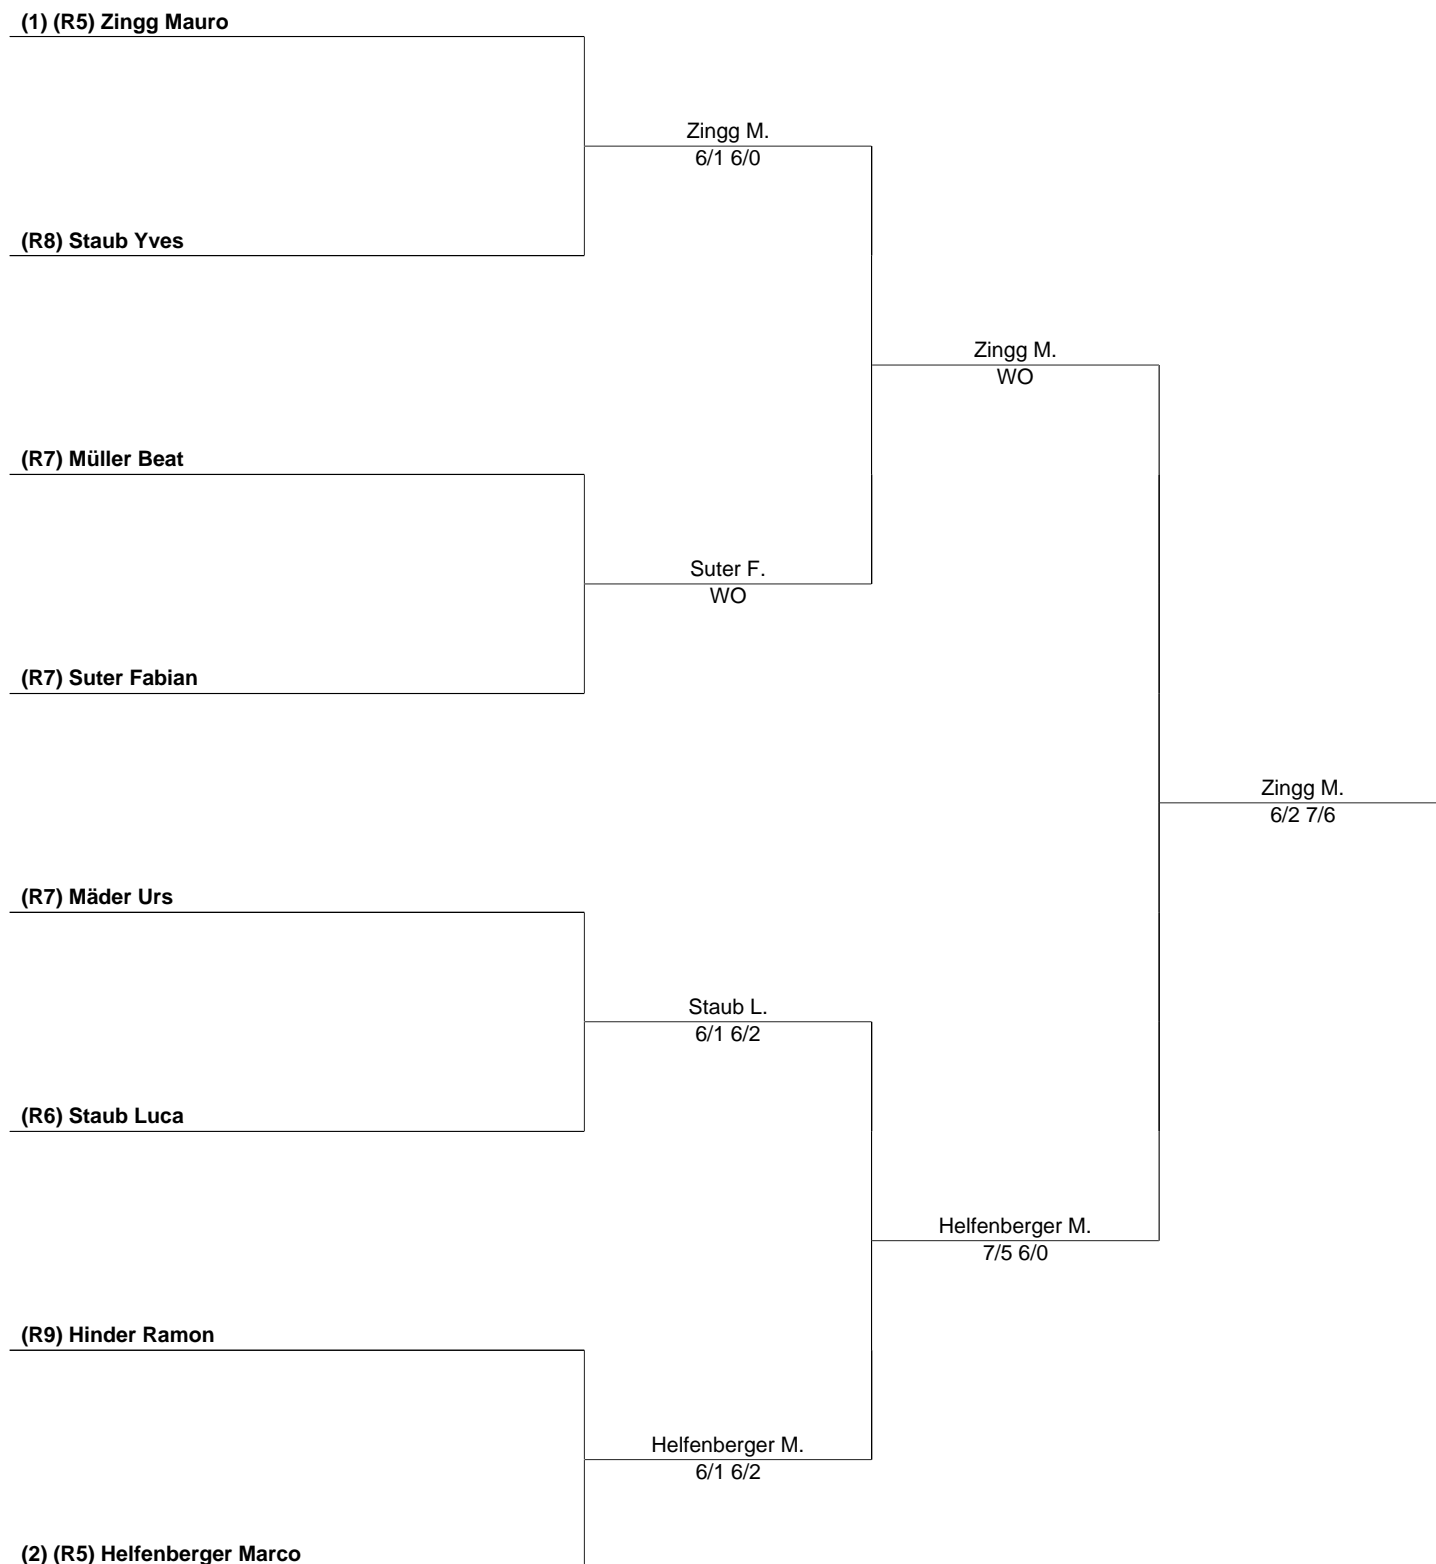 (1) (R5) Zingg Mauro
Zingg M.
6/1 6/0
(R8) Staub Yves
Zingg M.
WO
(R7) Müller Beat
Suter F.
WO
(R7) Suter Fabian
Zingg M.
6/2 7/6
(R7) Mäder Urs
Staub L.
6/1 6/2
(R6) Staub Luca
Helfenberger M.
7/5 6/0
(R9) Hinder Ramon
Helfenberger M.
6/1 6/2
(2) (R5) Helfenberger Marco